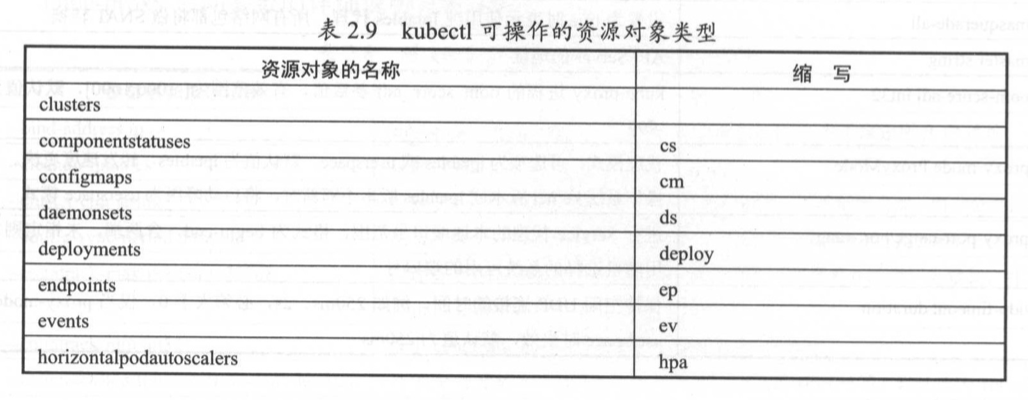 表 2.9 kubectl 可操作的资源对象类型
资源对象的名称 缩 写
clusters
componentstatuses cs
configmaps cm
daemonsets ds
deployments deploy
endpoints ep
events ev
horizontalpodautoscalers hpa